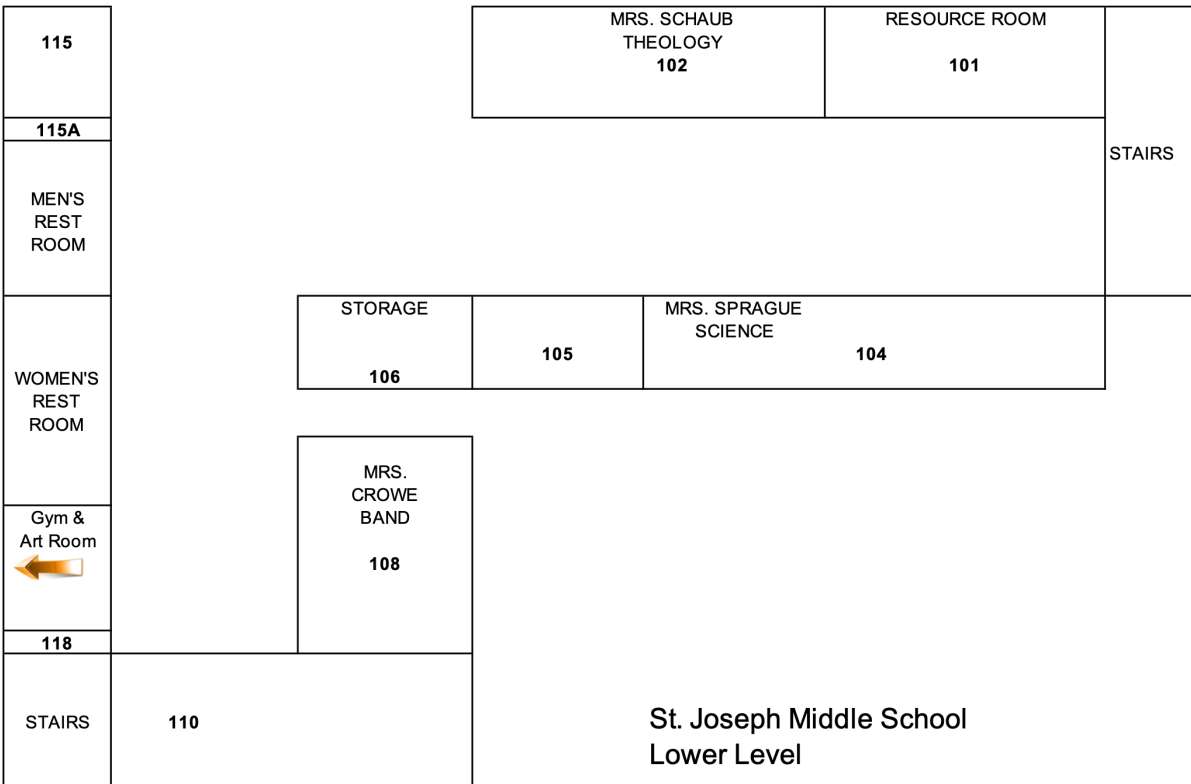 115
115A
MEN'S
REST
ROOM
WOMEN'S
REST
ROOM
Gym &
Art Room
118
STAIRS
110
MRS. SCHAUB
THEOLOGY
102
RESOURCE ROOM
101
STAIRS
STORAGE
106
105
MRS. SPRAGUE
SCIENCE
104
MRS.
CROWE
BAND
108
St. Joseph Middle School
Lower Level